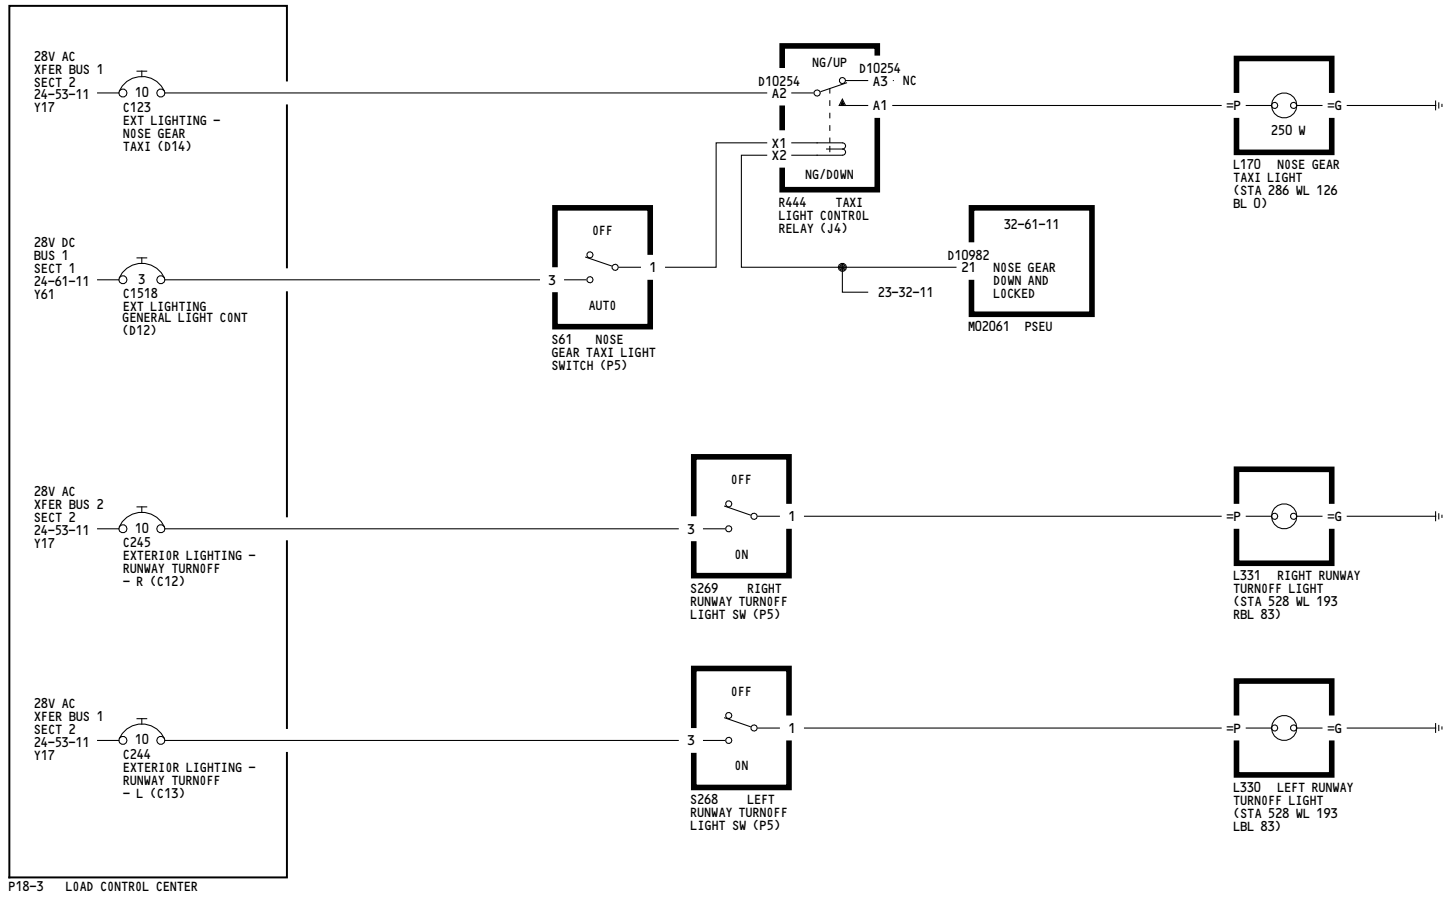 28V AC
XFER BUS 1
SECT 2
24-53-11
Y17
10
C123
EXT LIGHTING -
NOSE GEAR
TAXI (D14)
NG/UP
D10254
A2
D10254
A3 NC
A1
X1
X2
NG/DOWN
R444 TAXI
LIGHT CONTROL
RELAY (J4)
=P
=G
250 W
L170 NOSE GEAR
TAXI LIGHT
(STA 286 WL 126
BL 0)
28V DC
BUS 1
SECT 1
24-61-11
Y61
3
C1518
EXT LIGHTING
GENERAL LIGHT CONT
(D12)
OFF
3
1
AUTO
S61 NOSE
GEAR TAXI LIGHT
SWITCH (P5)
23-32-11
32-61-11
D10982
21 NOSE GEAR
DOWN AND
LOCKED
M02061 PSEU
28V AC
XFER BUS 2
SECT 2
24-53-11
Y17
10
C245
EXTERIOR LIGHTING -
RUNWAY TURNOFF
- R (C12)
OFF
3
1
ON
S269 RIGHT
RUNWAY TURNOFF
LIGHT SW (P5)
=P
=G
L331 RIGHT RUNWAY
TURNOFF LIGHT
(STA 528 WL 193
RBL 83)
28V AC
XFER BUS 1
SECT 2
24-53-11
Y17
10
C244
EXTERIOR LIGHTING -
RUNWAY TURNOFF
- L (C13)
OFF
3
1
ON
S268 LEFT
RUNWAY TURNOFF
LIGHT SW (P5)
=P
=G
L330 LEFT RUNWAY
TURNOFF LIGHT
(STA 528 WL 193
LBL 83)
P18-3 LOAD CONTROL CENTER